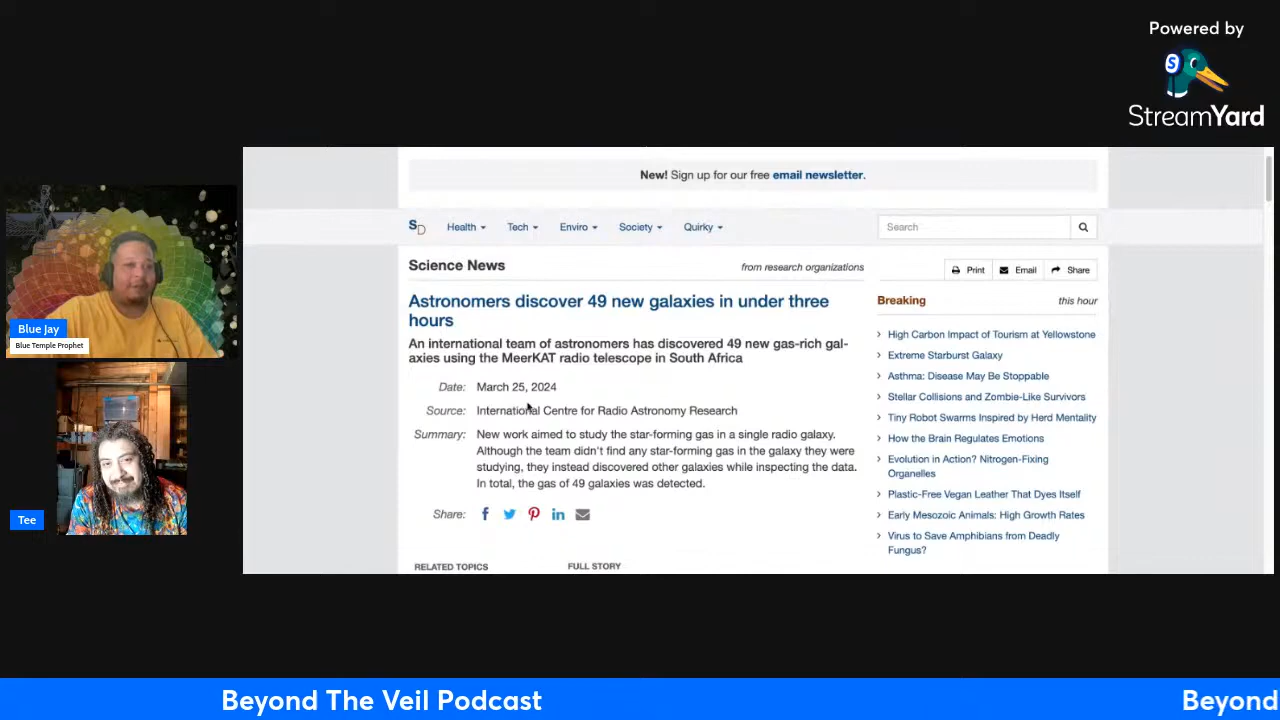 Powered by
StreamYard
New! Sign up for our free email newsletter.
SD
Health
Tech
Enviro
Society
Quirky
Search
Science News
from research organizations
Print
Email
Share
Astronomers discover 49 new galaxies in under three
hours
An international team of astronomers has discovered 49 new gas-rich gal-
axies using the MeerKAT radio telescope in South Africa
Date: March 25, 2024
Source: International Centre for Radio Astronomy Research
Summary: New work aimed to study the star-forming gas in a single radio galaxy.
Although the team didn't find any star-forming gas in the galaxy they were
studying, they instead discovered other galaxies while inspecting the data.
In total, the gas of 49 galaxies was detected.
Share:
RELATED TOPICS
FULL STORY
Breaking
this hour
High Carbon Impact of Tourism at Yellowstone
Extreme Starburst Galaxy
Asthma: Disease May Be Stoppable
Stellar Collisions and Zombie-Like Survivors
Tiny Robot Swarms Inspired by Herd Mentality
How the Brain Regulates Emotions
Evolution in Action? Nitrogen-Fixing
Organelles
Plastic-Free Vegan Leather That Dyes Itself
Early Mesozoic Animals: High Growth Rates
Virus to Save Amphibians from Deadly
Fungus?
Blue Jay
Blue Temple Prophet
Tee
Beyond The Veil Podcast
Beyond